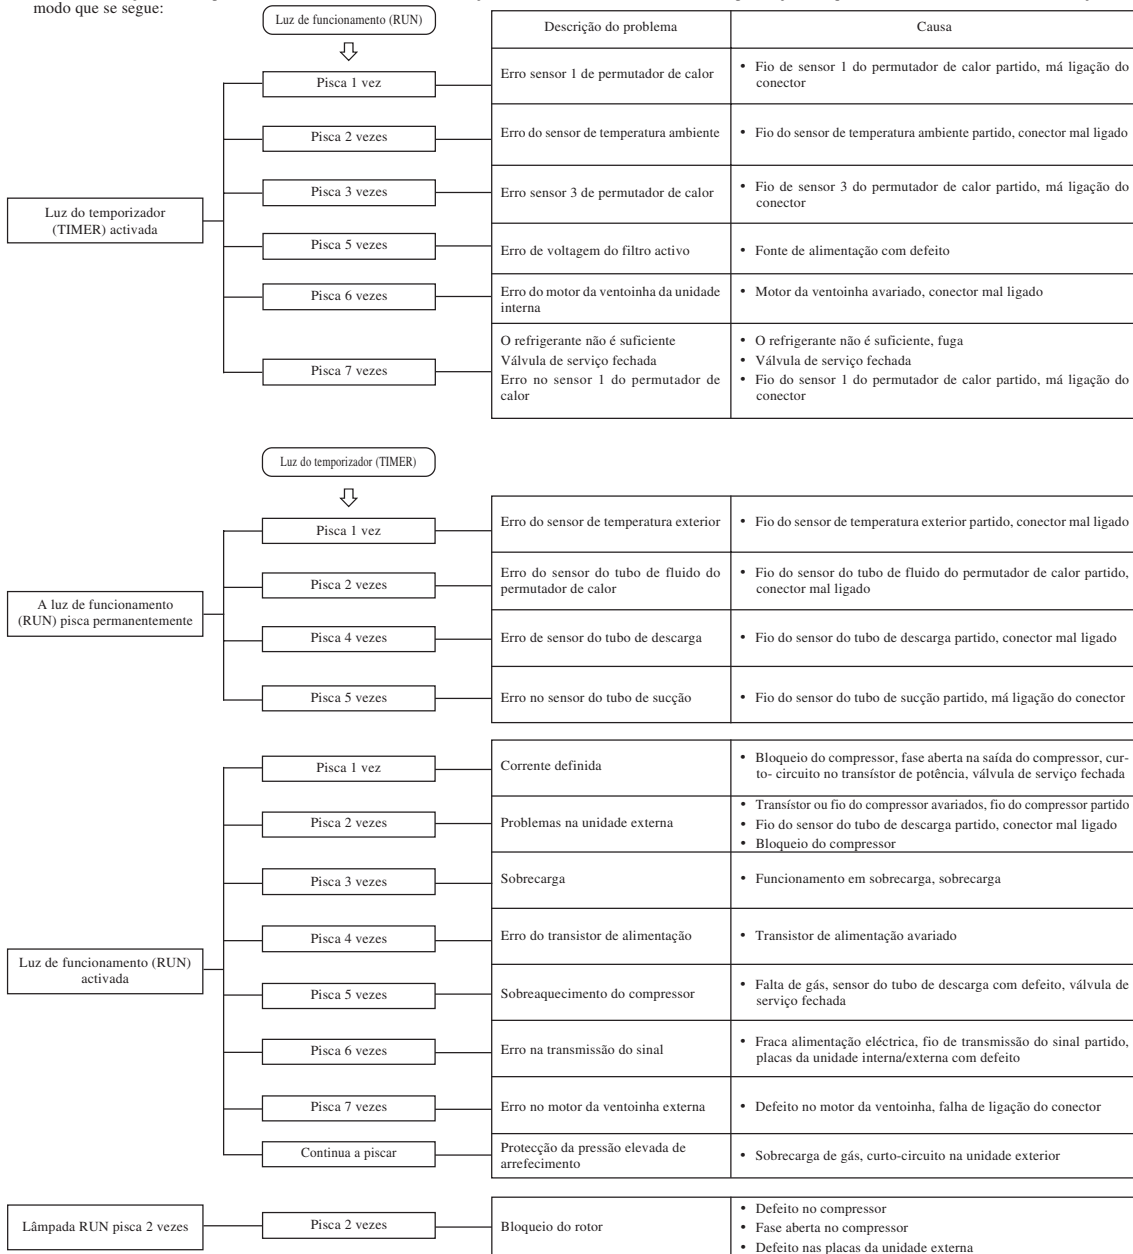 modo que se segue:
Luz de funcionamento (RUN)
Descrição do problema
Causa
Luz do temporizador
(TIMER) activada
Pisca 1 vez
Erro sensor 1 de permutador de calor
• Fio de sensor 1 do permutador de calor partido, má ligação do
conector
Pisca 2 vezes
Erro do sensor de temperatura ambiente
• Fio do sensor de temperatura ambiente partido, conector mal ligado
Pisca 3 vezes
Erro sensor 3 de permutador de calor
• Fio de sensor 3 do permutador de calor partido, má ligação do
conector
Pisca 5 vezes
Erro de voltagem do filtro activo
• Fonte de alimentação com defeito
Pisca 6 vezes
Erro do motor da ventoinha da unidade
interna
• Motor da ventoinha avariado, conector mal ligado
Pisca 7 vezes
O refrigerante não é suficiente
Válvula de serviço fechada
Erro no sensor 1 do permutador de
calor
• O refrigerante não é suficiente, fuga
• Válvula de serviço fechada
• Fio do sensor 1 do permutador de calor partido, má ligação do
conector
Luz do temporizador (TIMER)
A luz de funcionamento
(RUN) pisca permanentemente
Pisca 1 vez
Erro do sensor de temperatura exterior
• Fio do sensor de temperatura exterior partido, conector mal ligado
Pisca 2 vezes
Erro do sensor do tubo de fluido do
permutador de calor
• Fio do sensor do tubo de fluido do permutador de calor partido,
conector mal ligado
Pisca 4 vezes
Erro de sensor do tubo de descarga
• Fio do sensor do tubo de descarga partido, conector mal ligado
Pisca 5 vezes
Erro no sensor do tubo de sucção
• Fio do sensor do tubo de sucção partido, má ligação do conector
Luz de funcionamento (RUN)
activada
Pisca 1 vez
Corrente definida
• Bloqueio do compressor, fase aberta na saída do compressor, cur-
to- circuito no transístor de potência, válvula de serviço fechada
Pisca 2 vezes
Problemas na unidade externa
• Transístor ou fio do compressor avariados, fio do compressor partido
• Fio do sensor do tubo de descarga partido, conector mal ligado
• Bloqueio do compressor
Pisca 3 vezes
Sobrecarga
• Funcionamento em sobrecarga, sobrecarga
Pisca 4 vezes
Erro do transistor de alimentação
• Transistor de alimentação avariado
Pisca 5 vezes
Sobreaquecimento do compressor
• Falta de gás, sensor do tubo de descarga com defeito, válvula de
serviço fechada
Pisca 6 vezes
Erro na transmissão do sinal
• Fraca alimentação eléctrica, fio de transmissão do sinal partido,
placas da unidade interna/externa com defeito
Pisca 7 vezes
Erro no motor da ventoinha externa
• Defeito no motor da ventoinha, falha de ligação do conector
Continua a piscar
Protecção da pressão elevada de
arrefecimento
• Sobrecarga de gás, curto-circuito na unidade exterior
Lâmpada RUN pisca 2 vezes
Pisca 2 vezes
Bloqueio do rotor
• Defeito no compressor
• Fase aberta no compressor
• Defeito nas placas da unidade externa